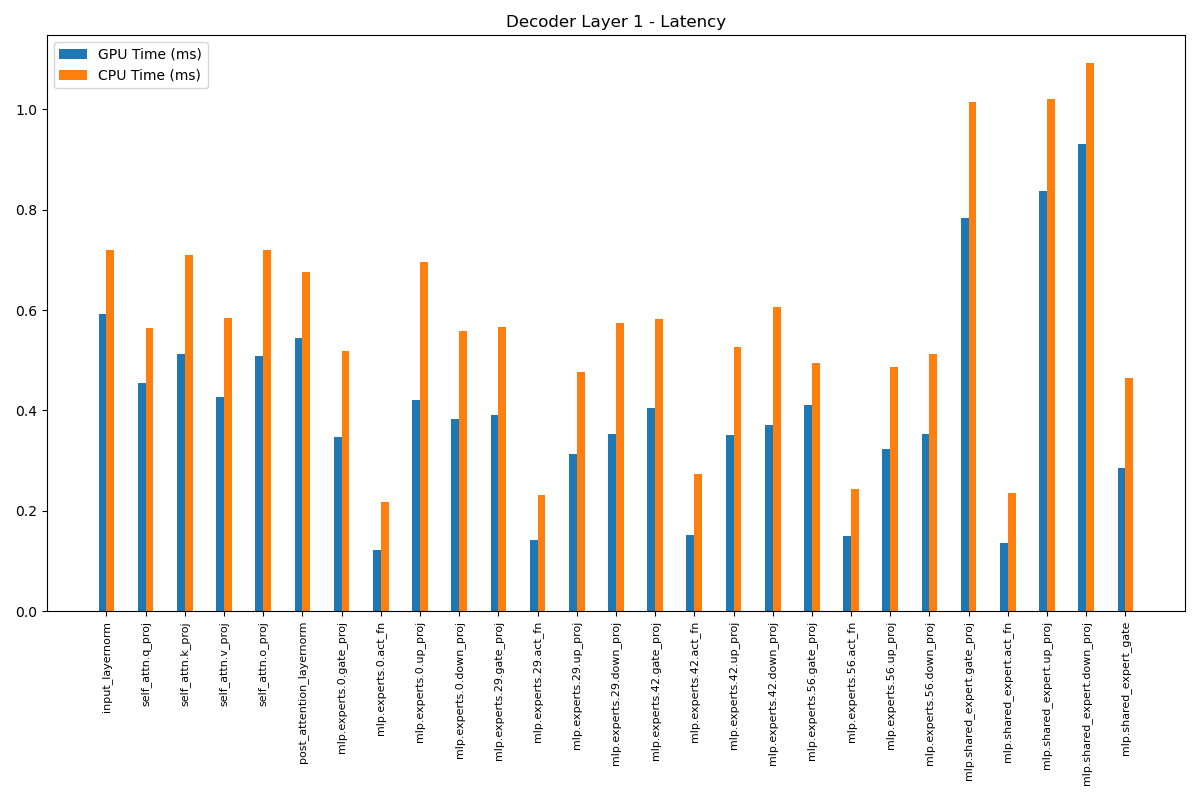 Decoder Layer 1 - Latency
GPU Time (ms)
CPU Time (ms)
1.0
0.8
0.6
0.4
0.2
0.0
input_layernorm
self_attn.q_proj
self_attn.k_proj
self_attn.v_proj
self_attn.o_proj
post_attention_layernorm
mlp.experts.0.gate_proj
mlp.experts.0.act_fn
mlp.experts.0.up_proj
mlp.experts.0.down_proj
mlp.experts.29.gate_proj
mlp.experts.29.act_fn
mlp.experts.29.up_proj
mlp.experts.29.down_proj
mlp.experts.42.gate_proj
mlp.experts.42.act_fn
mlp.experts.42.up_proj
mlp.experts.42.down_proj
mlp.experts.56.gate_proj
mlp.experts.56.act_fn
mlp.experts.56.up_proj
mlp.experts.56.down_proj
mlp.shared_expert.gate_proj
mlp.shared_expert.act_fn
mlp.shared_expert.up_proj
mlp.shared_expert.down_proj
mlp.shared_expert_gate